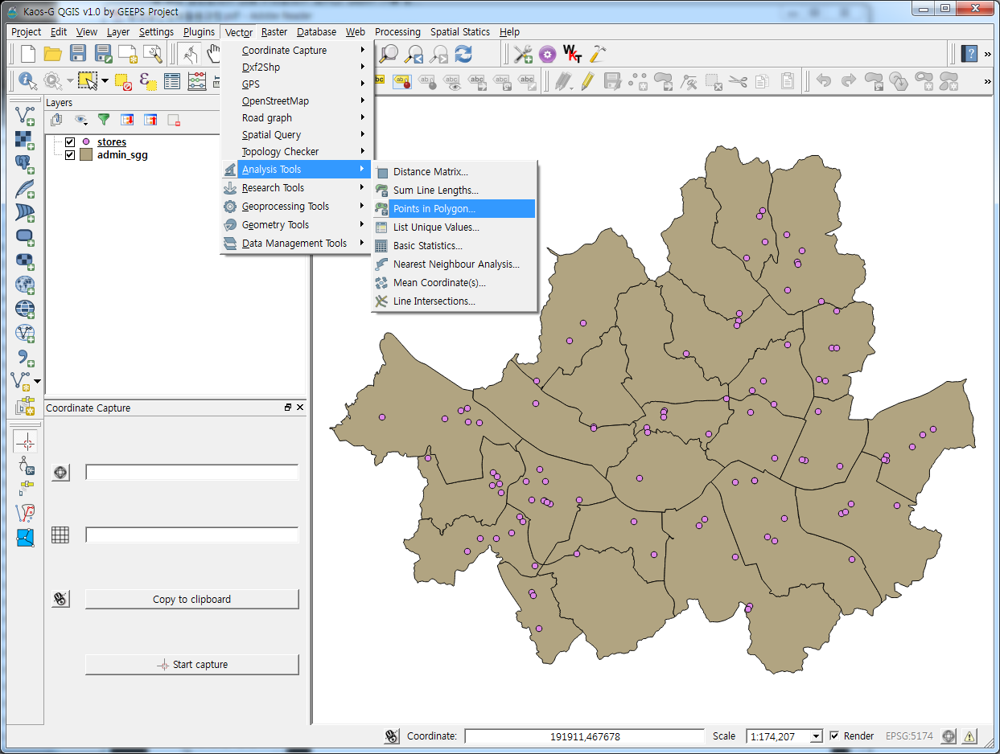 Kaos-G QGIS v1.0 by GEEPS Project
Project Edit View Layer Settings Plugins Vector Raster Database Web Processing Spatial Statics Help
WKT
abc
Layers
stores
admin_sgg
Coordinate Capture
Dxf2Shp
GPS
OpenStreetMap
Road graph
Spatial Query
Topology Checker
Analysis Tools
Research Tools
Geoprocessing Tools
Geometry Tools
Data Management Tools
Distance Matrix...
Sum Line Lengths...
Points in Polygon...
List Unique Values...
Basic Statistics...
Nearest Neighbour Analysis...
Mean Coordinate(s)...
Line Intersections...
Coordinate Capture
Copy to clipboard
Start capture
Coordinate: 191911,467678 Scale 1:174,207 Render EPSG:5174